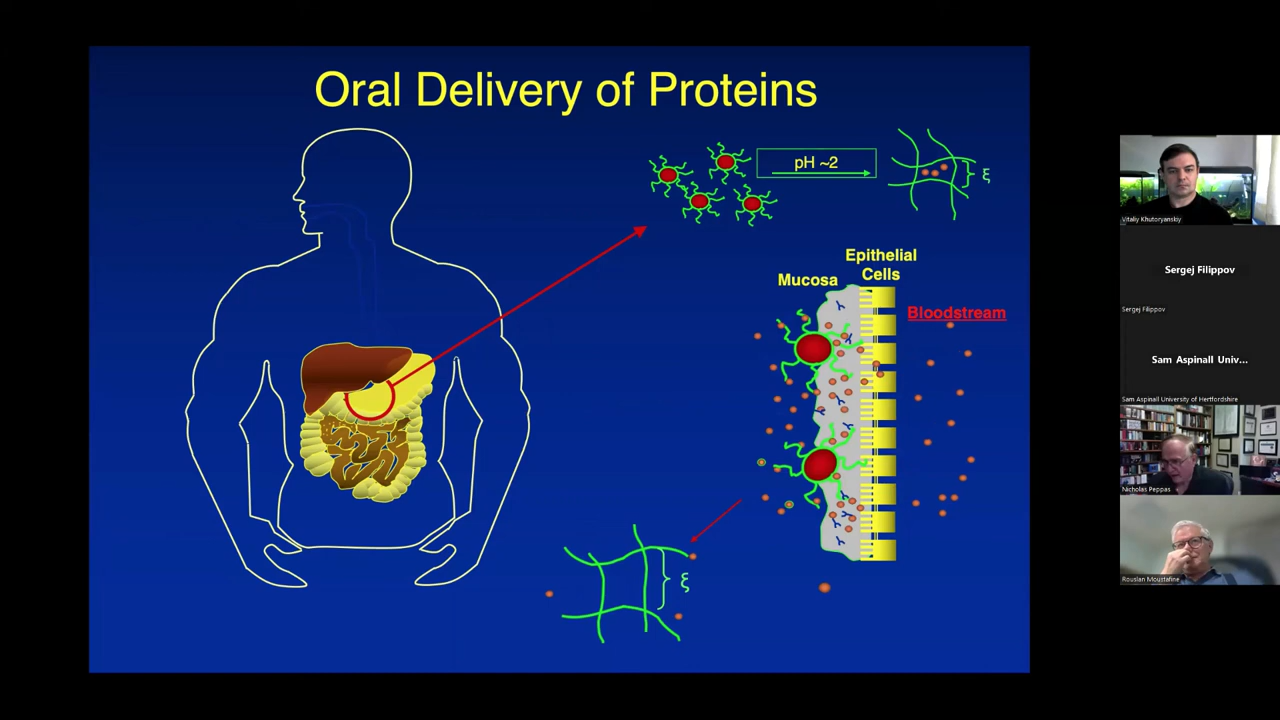 Oral Delivery of Proteins
pH ~2
ξ
Epithelial
Cells
Mucosa
Bloodstream
ξ
Vitaliy Khutoryanskiy
Sergej Filippov
Sergej Filippov
Sam Aspinall Univ...
Sam Aspinall University of Hertfordshire
Nicholas Peppas
Rouslan Moustafine